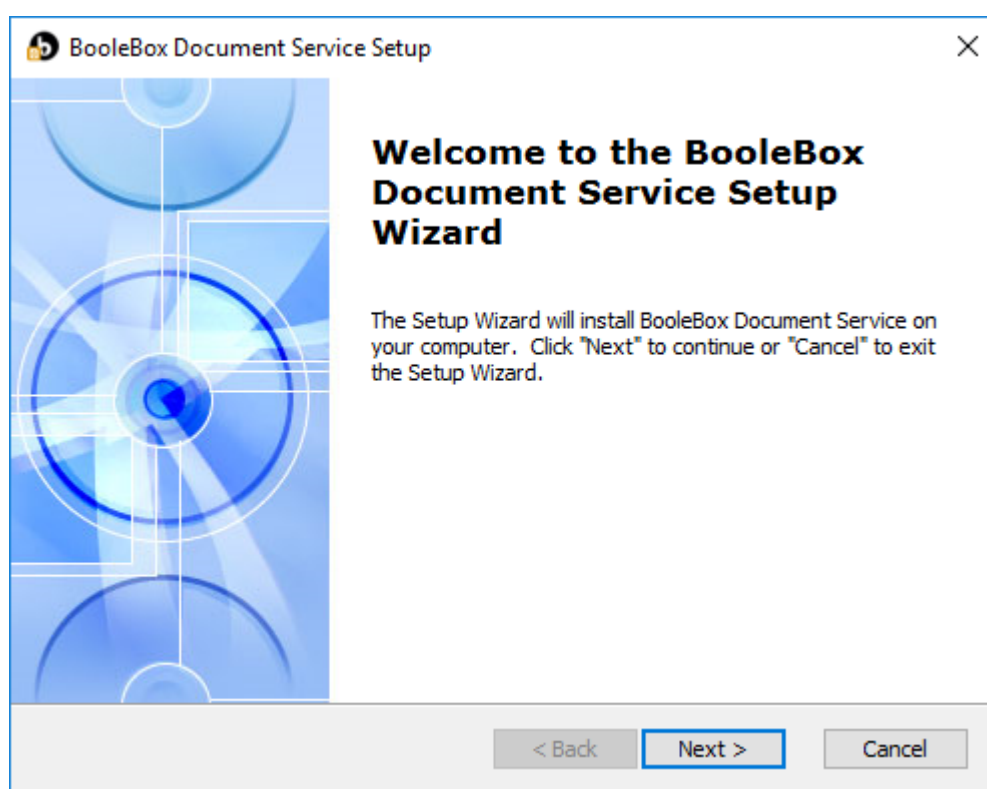 BooleBox Document Service Setup
Welcome to the BooleBox
Document Service Setup
Wizard
The Setup Wizard will install BooleBox Document Service on
your computer.  Click "Next" to continue or "Cancel" to exit
the Setup Wizard.
< Back Next > Cancel